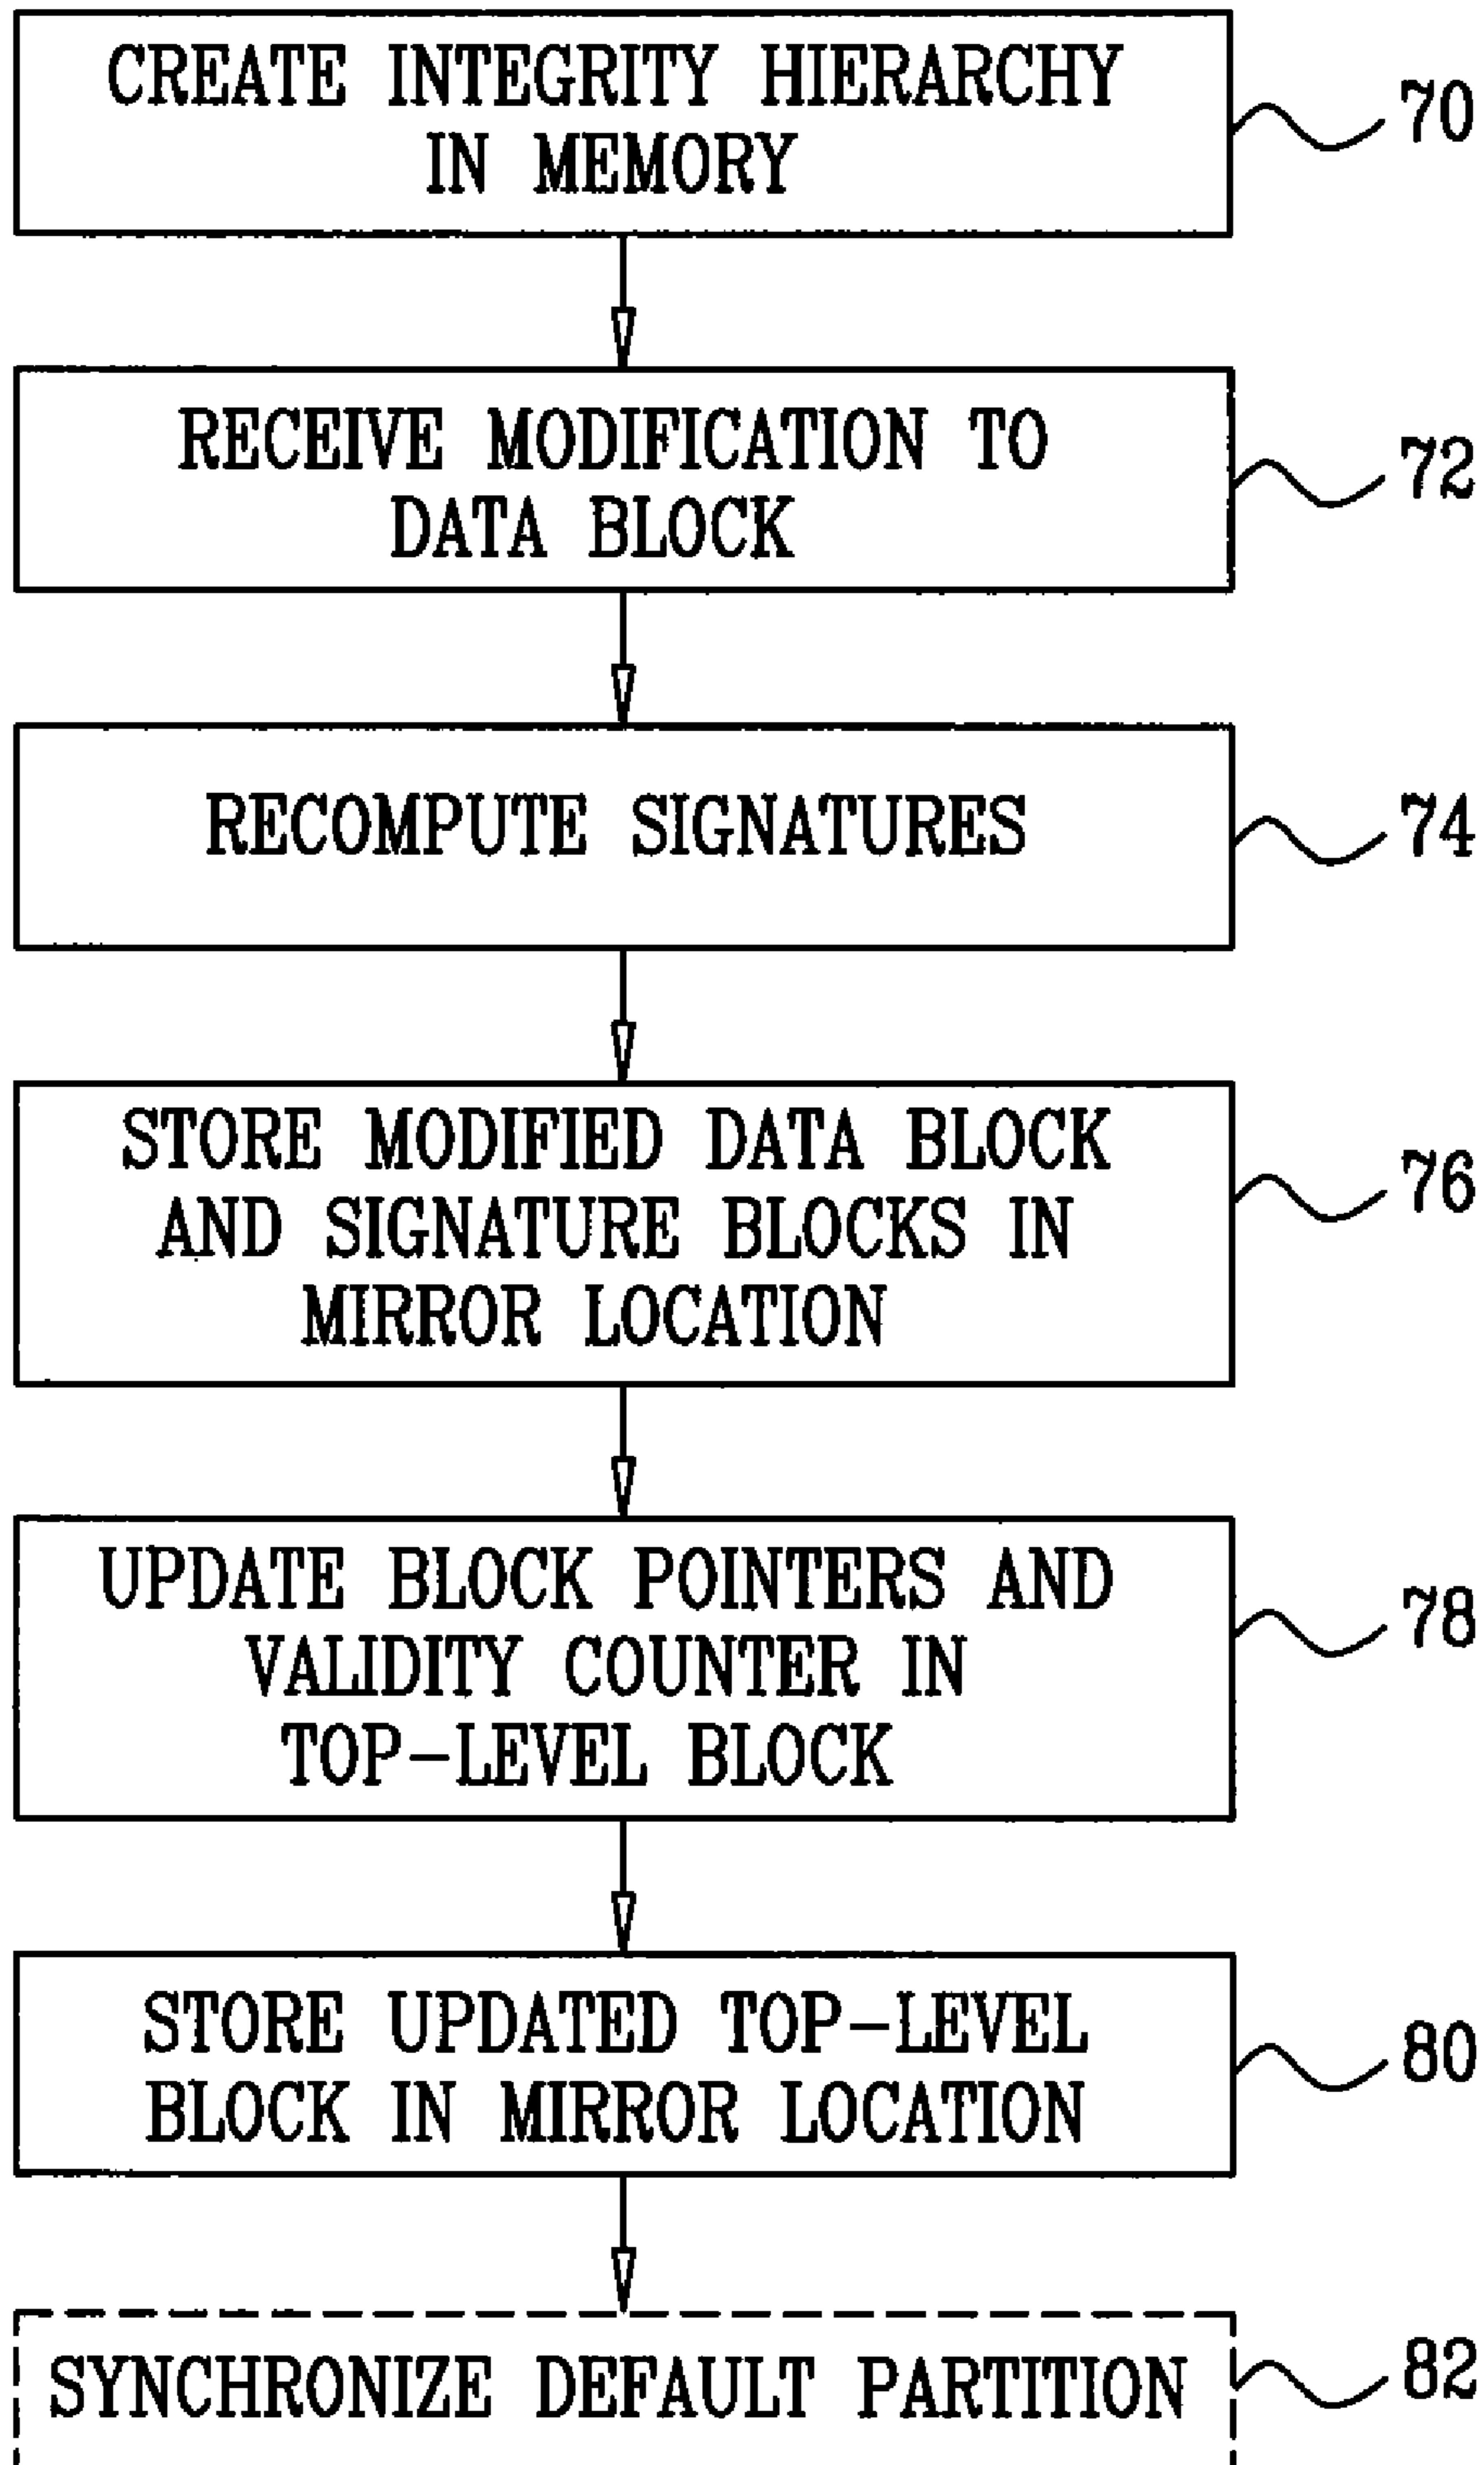 CREATE INTEGRITY HIERARCHY
IN MEMORY
70
RECEIVE MODIFICATION TO
DATA BLOCK
72
RECOMPUTE SIGNATURES
74
STORE MODIFIED DATA BLOCK
AND SIGNATURE BLOCKS IN
MIRROR LOCATION
76
UPDATE BLOCK POINTERS AND
VALIDITY COUNTER IN
TOP-LEVEL BLOCK
78
STORE UPDATED TOP-LEVEL
BLOCK IN MIRROR LOCATION
80
SYNCHRONIZE DEFAULT PARTITION
82